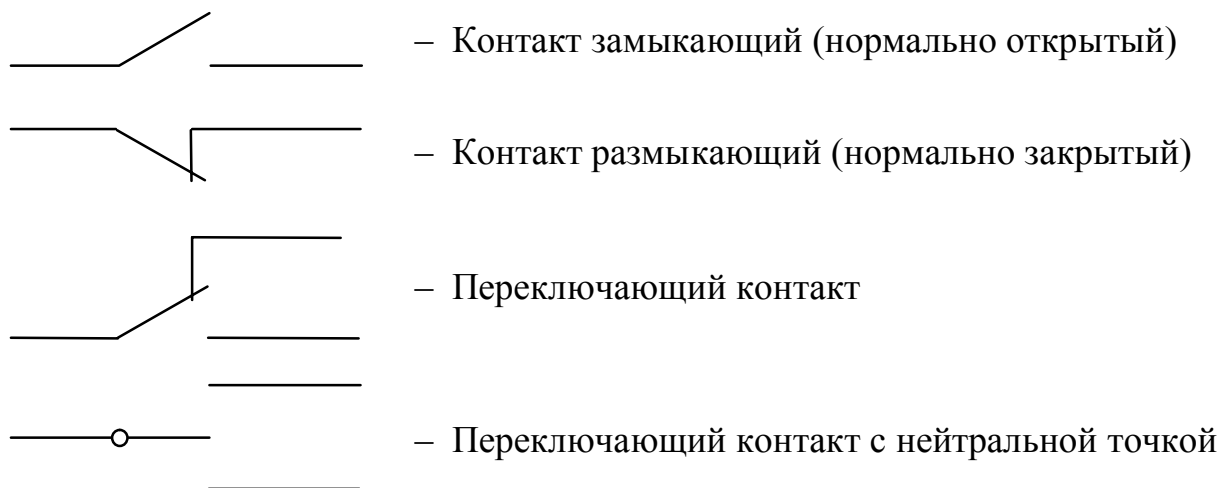 – Контакт замыкающий (нормально открытый)
– Контакт размыкающий (нормально закрытый)
– Переключающий контакт
– Переключающий контакт с нейтральной точкой